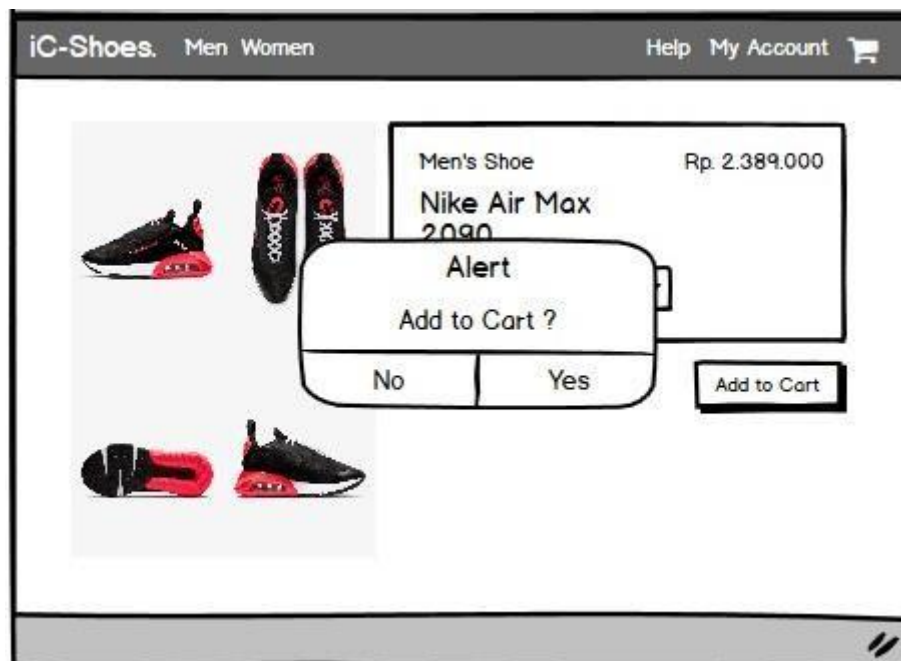 iC-Shoes. Men Women Help My Account
Men's Shoe Rp. 2.389.000
Nike Air Max
2090
Alert
Add to Cart ?
No Yes
Add to Cart